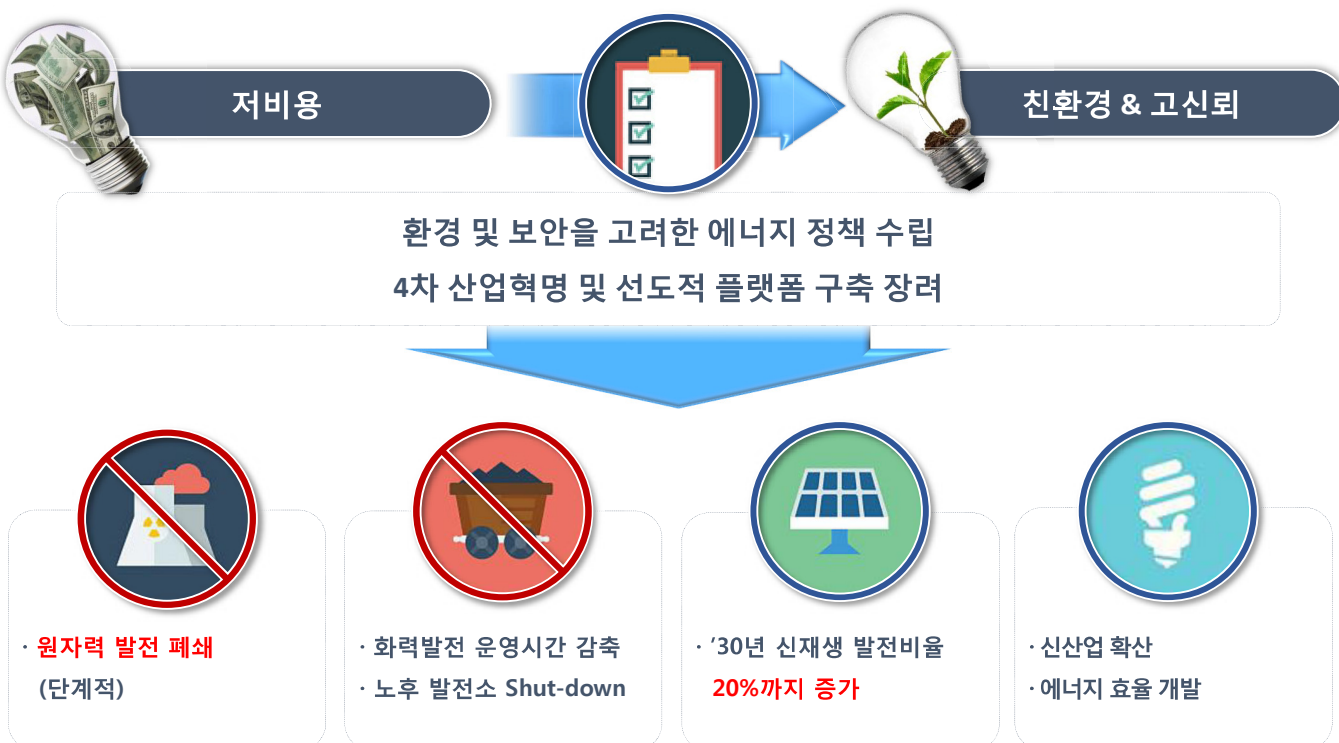 저비용
친환경 & 고신뢰
환경 및 보안을 고려한 에너지 정책 수립
4차 산업혁명 및 선도적 플랫폼 구축 장려
· 원자력 발전 폐쇄
(단계적)
· 화력발전 운영시간 감축
· 노후 발전소 Shut-down
· ’30년 신재생 발전비율
20%까지 증가
· 신산업 확산
· 에너지 효율 개발